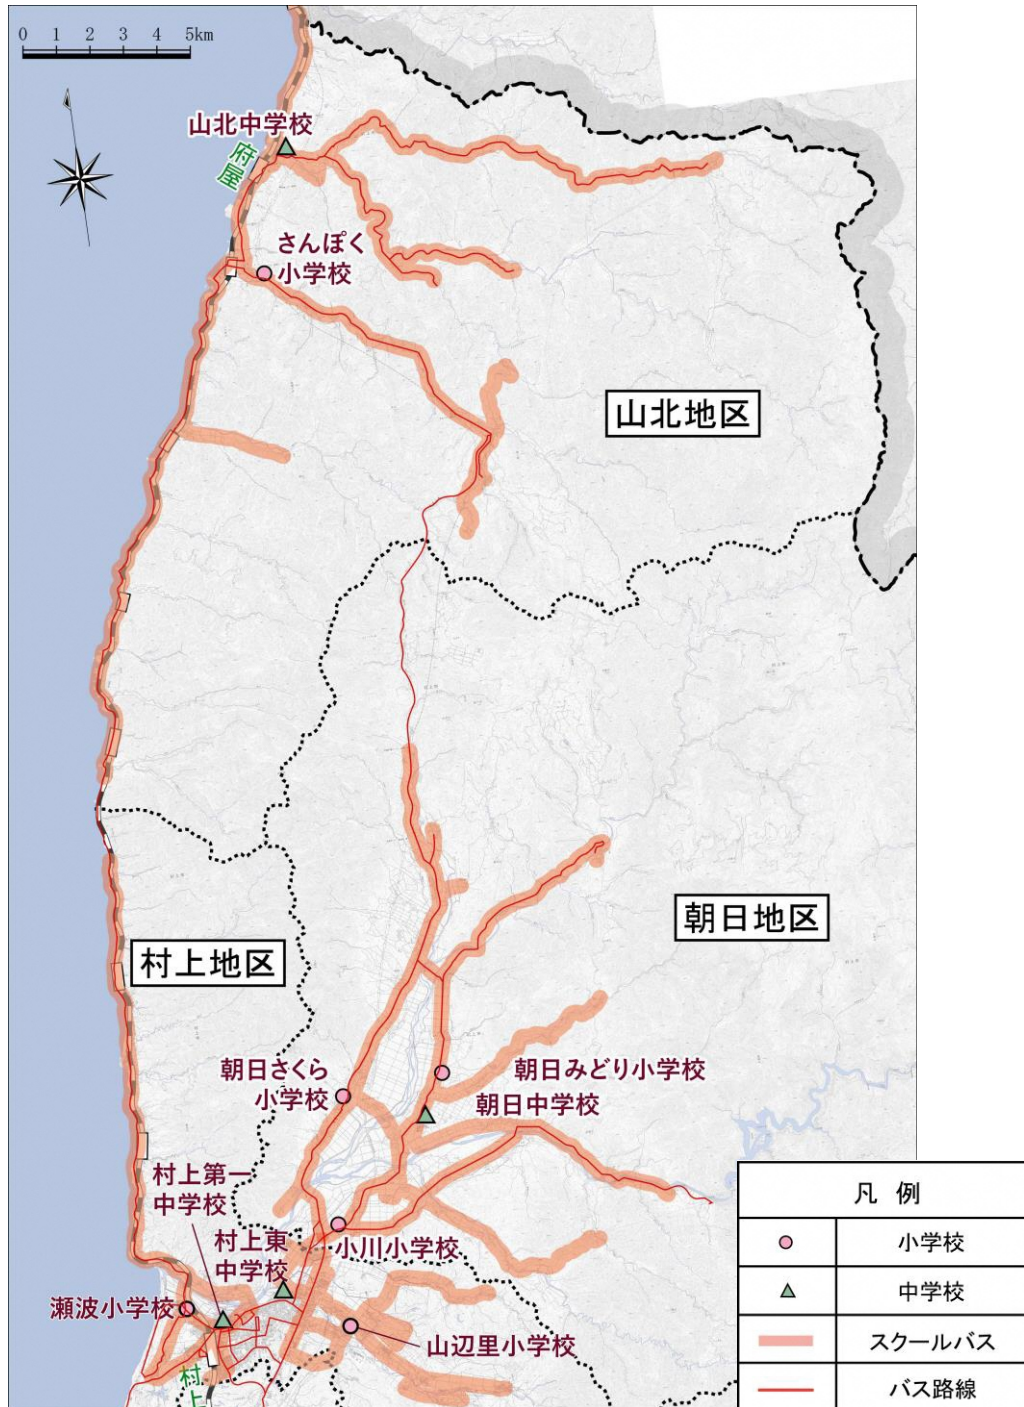 0 1 2 3 4 5km
山北中学校
府屋
さんぽく
小学校
山北地区
朝日地区
村上地区
朝日さくら
小学校
朝日みどり小学校
朝日中学校
村上第一
中学校
村上東
中学校
小川小学校
瀬波小学校
山辺里小学校
村上
凡 例
小学校
中学校
スクールバス
バス路線